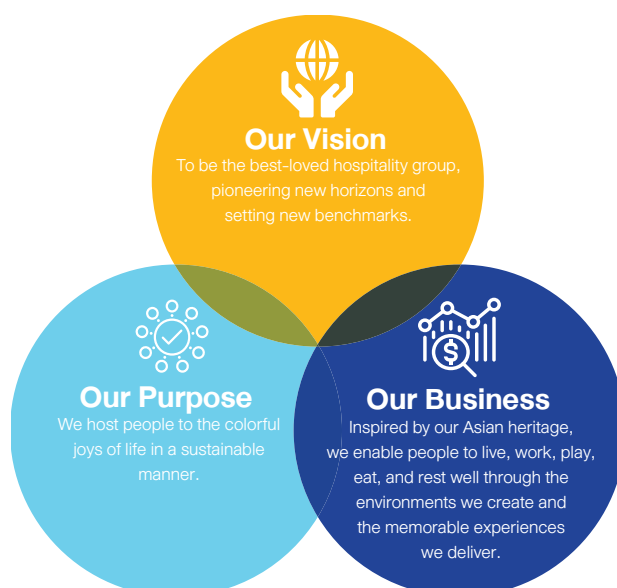 Our Vision
To be the best-loved hospitality group,
pioneering new horizons and
setting new benchmarks.
Our Purpose
We host people to the colorful
joys of life in a sustainable
manner.
Our Business
Inspired by our Asian heritage,
we enable people to live, work, play,
eat, and rest well through the
environments we create and
the memorable experiences
we deliver.